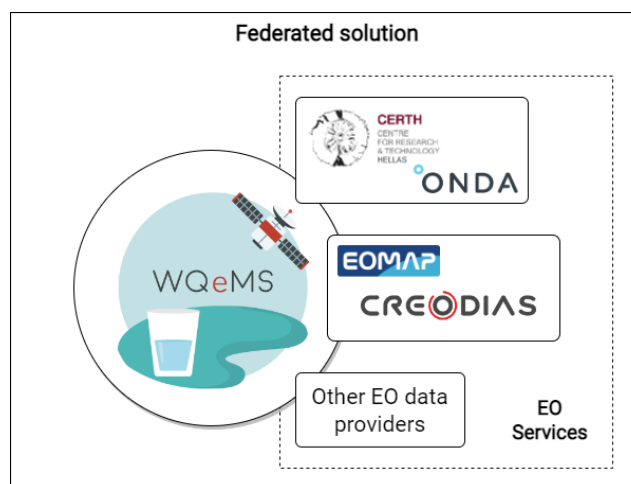 Federated solution
CERTH
CENTRE
FOR RESEARCH
& TECHNOLOGY
HELLAS
ONDA
WQeMS
EOMAP
CREODIAS
Other EO data
providers
EO
Services